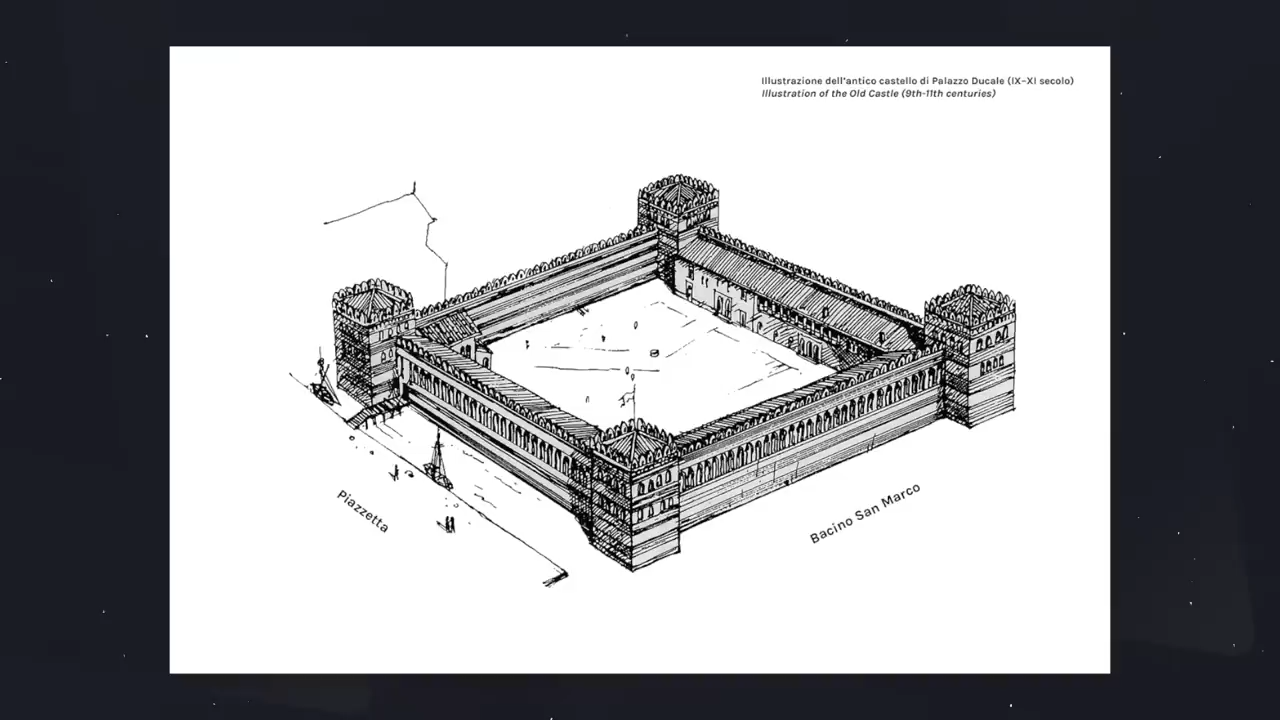 Illustrazione dell'antico castello di Palazzo Ducale (IX–XI secolo)
Illustration of the Old Castle (9th-11th centuries)
Piazzetta
Bacino San Marco